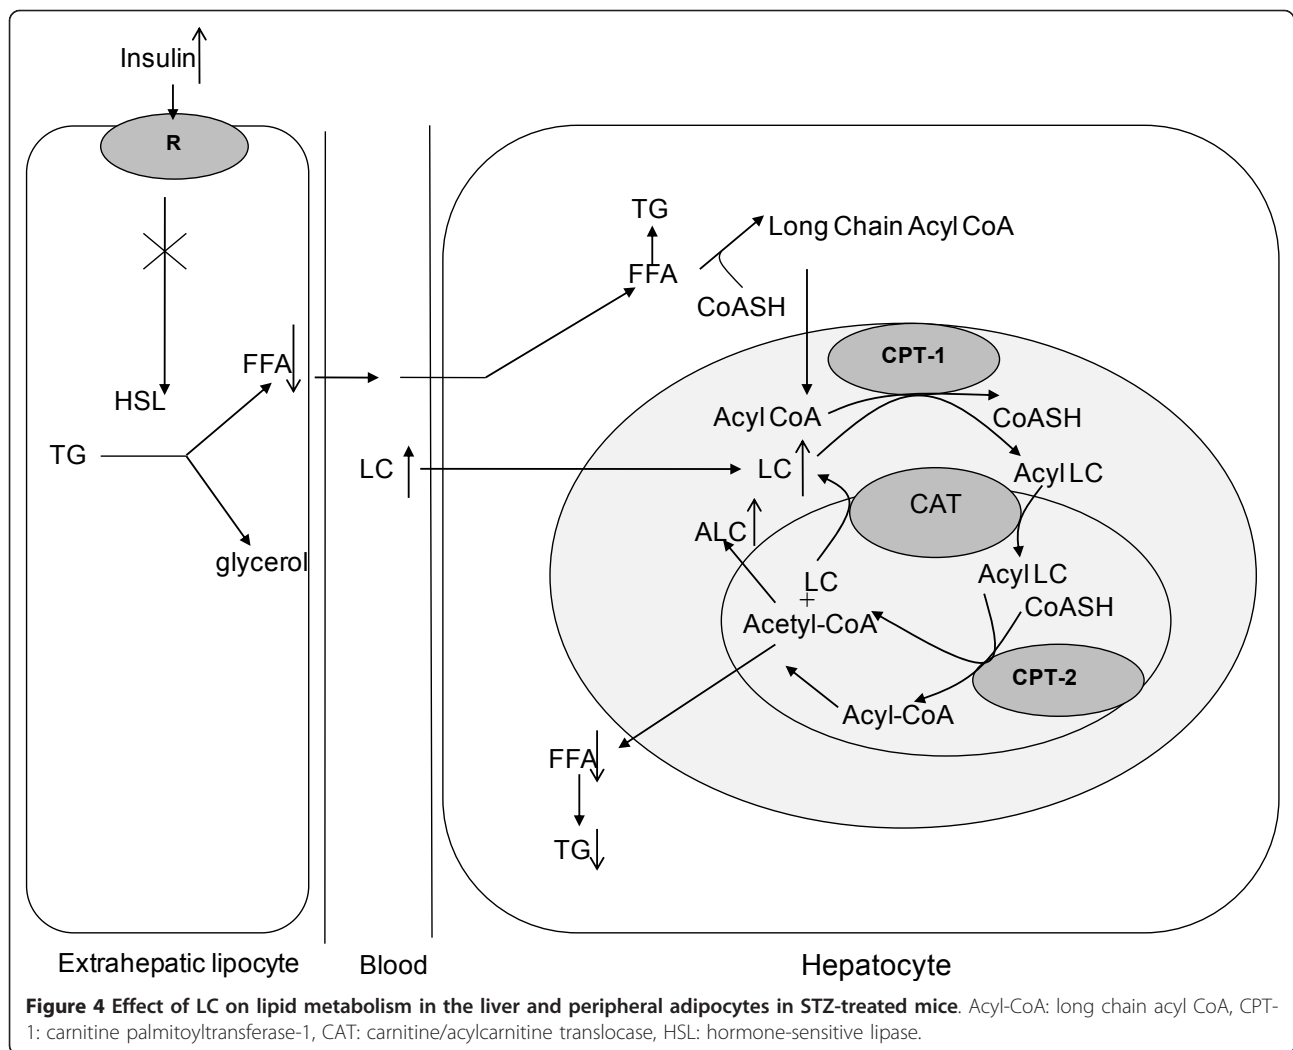 Insulin
R
TG
Long Chain Acyl CoA
FFA
CoASH
CPT-1
FFA
HSL
Acyl CoA
CoASH
TG
LC
LC
Acyl LC
CAT
ALC
glycerol
LC
Acyl LC
+
CoASH
Acetyl-CoA
CPT-2
Acyl-CoA
FFA
TG
Extrahepatic lipocyte
Blood
Hepatocyte
Figure 4 Effect of LC on lipid metabolism in the liver and peripheral adipocytes in STZ-treated mice. Acyl-CoA: long chain acyl CoA, CPT-
1: carnitine palmitoyltransferase-1, CAT: carnitine/acylcarnitine translocase, HSL: hormone-sensitive lipase.